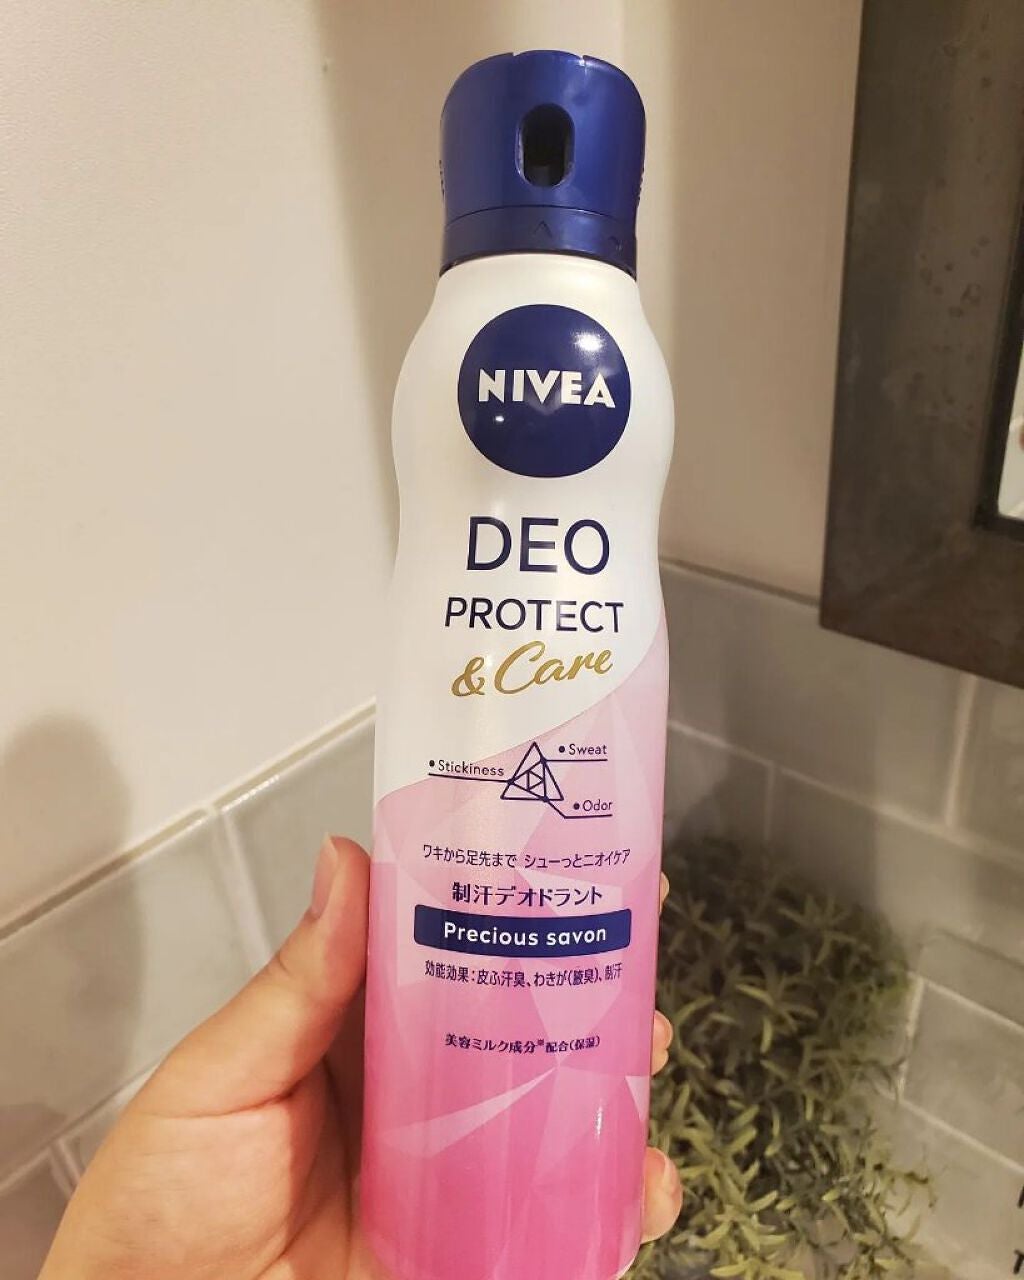 NIVEA
DEO
PROTECT
& Care
•Sweat
•Stickiness
•Odor
ワキから足先まで シューっとニオイケア
制汗デオドラント
Precious savon
効能効果:皮ふ汗臭、わきが(腋臭)、制汗
美容ミルク成分※配合(保湿)